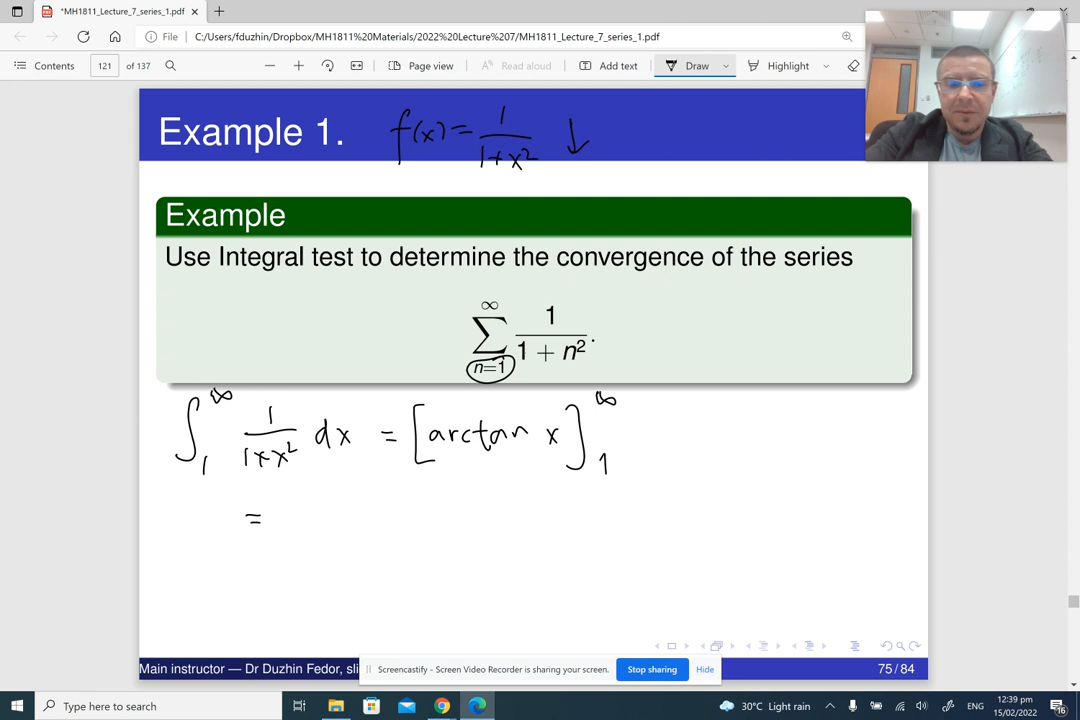 *MH1811_Lecture_7_series_1.pdf
File C:/Users/fduzhin/Dropbox/MH1811%20Materials/2022%20Lecture%207/MH1811_Lecture_7_series_1.pdf
Contents 121 of 137 Page view Read aloud Add text Draw Highlight
Example 1. f(x) = 1/(1+x²) ↓
Example
Use Integral test to determine the convergence of the series
∑_{n=1}^{∞} 1/(1 + n²).
∫_1^∞ 1/(1+x²) dx = [arctan x]_1^∞
=
Main instructor — Dr Duzhin Fedor, sli 75 / 84
Screencastify - Screen Video Recorder is sharing your screen. Stop sharing Hide
Type here to search 30°C Light rain ENG 12:39 pm
15/02/2022 16